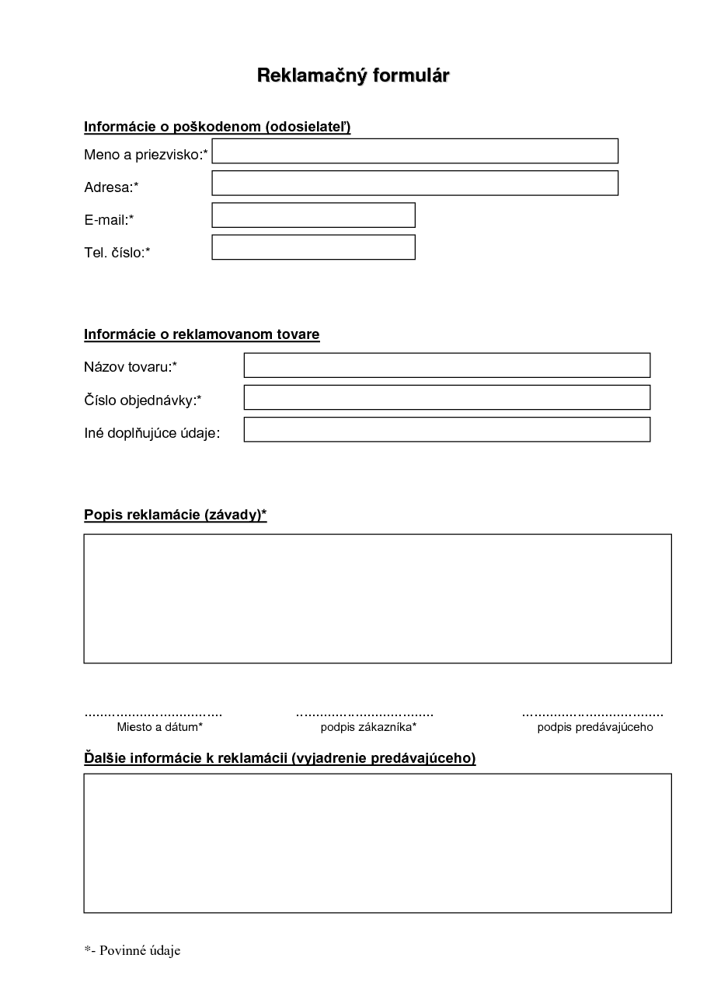 Reklamačný formulár
Informácie o poškodenom (odosielateľ)
Meno a priezvisko:*
Adresa:*
E-mail:*
Tel. číslo:*
Informácie o reklamovanom tovare
Názov tovaru:*
Číslo objednávky:*
Iné doplňujúce údaje:
Popis reklamácie (závady)*
Miesto a dátum* podpis zákazníka* podpis predávajúceho
Ďalšie informácie k reklamácii (vyjadrenie predávajúceho)
*- Povinné údaje